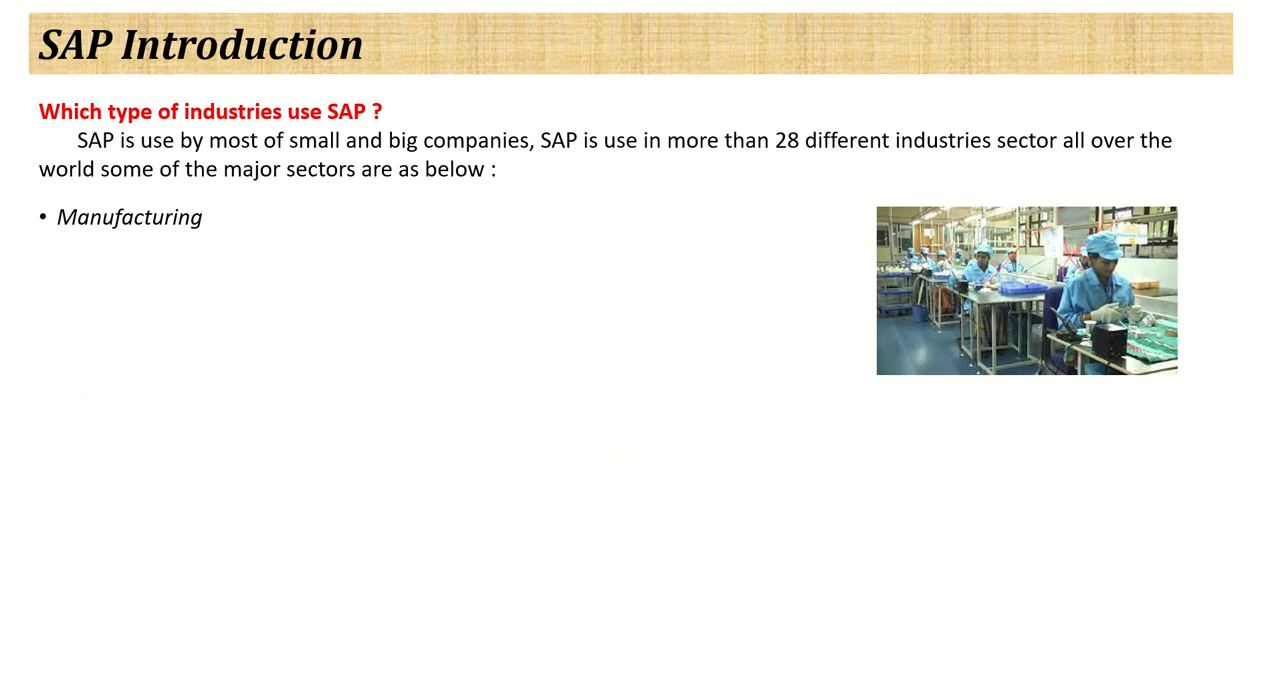 SAP Introduction
Which type of industries use SAP ?
SAP is use by most of small and big companies, SAP is use in more than 28 different industries sector all over the
world some of the major sectors are as below :
• Manufacturing